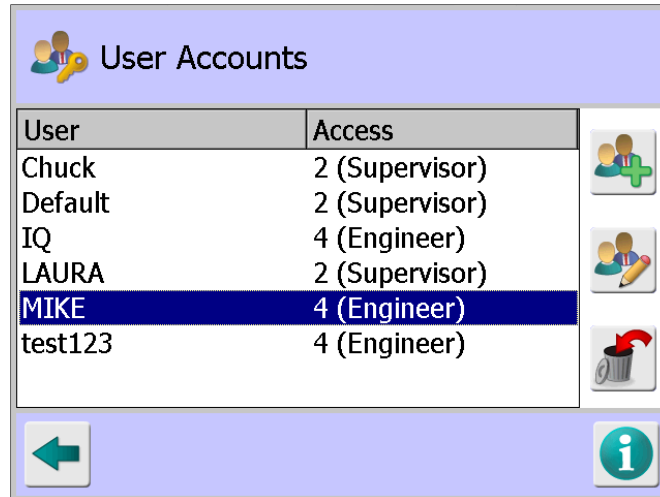 User Accounts
User Access
Chuck 2 (Supervisor)
Default 2 (Supervisor)
IQ 4 (Engineer)
LAURA 2 (Supervisor)
MIKE 4 (Engineer)
test123 4 (Engineer)